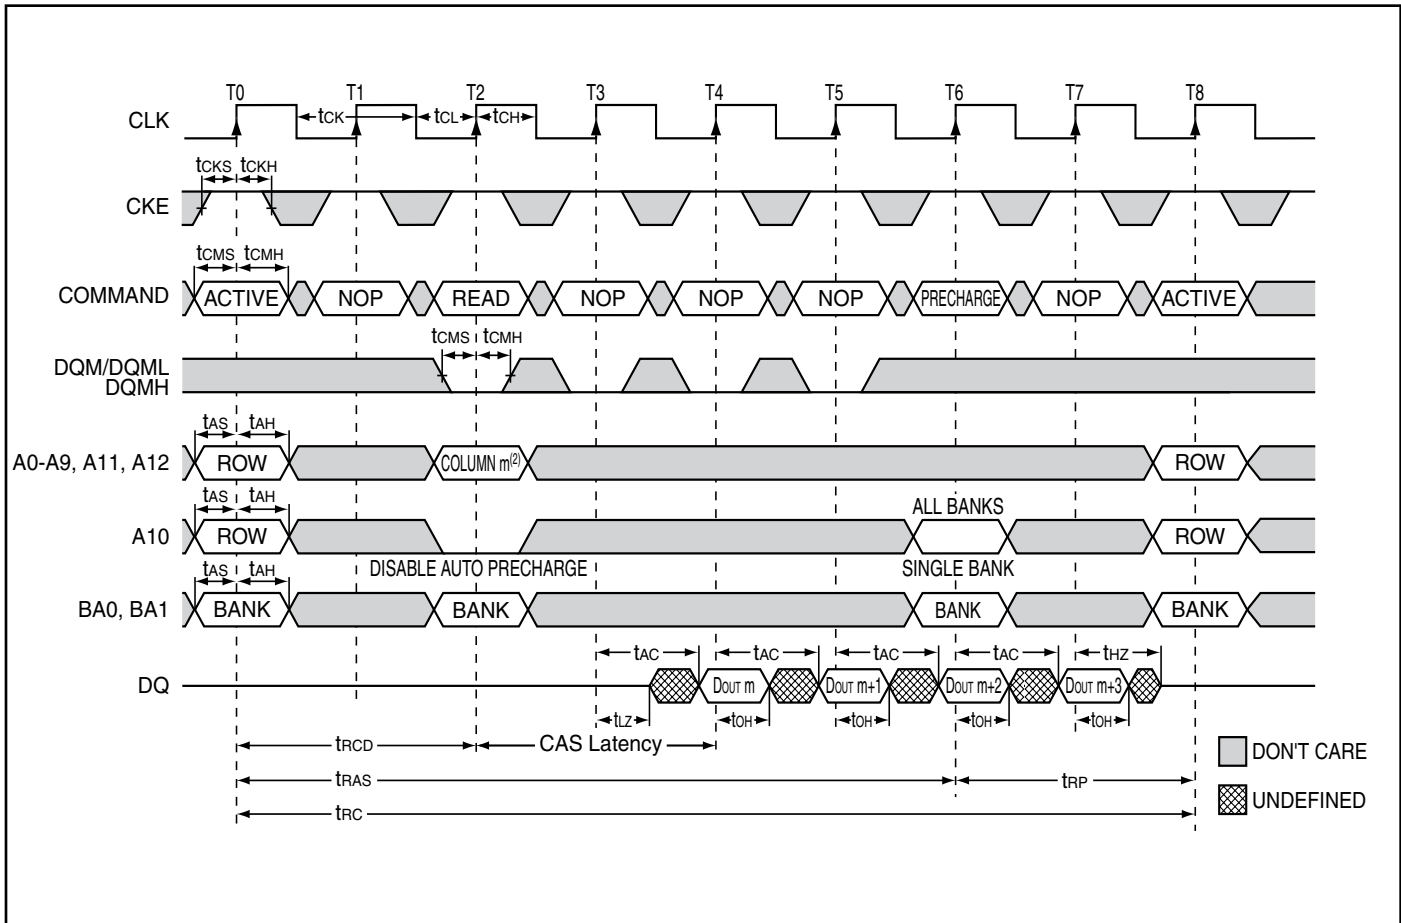 T0 T1 T2 T3 T4 T5 T6 T7 T8
CLK tCK tCL tCH
tCKS tCKH
CKE
tCMS tCMH
COMMAND ACTIVE NOP READ NOP NOP NOP PRECHARGE NOP ACTIVE
tCMS tCMH
DQM/DQML
DQMH
tAS tAH
A0-A9, A11, A12 ROW COLUMN m(2) ROW
tAS tAH ALL BANKS
A10 ROW ROW
DISABLE AUTO PRECHARGE SINGLE BANK
tAS tAH
BA0, BA1 BANK BANK BANK BANK
tAC tAC tAC tAC tHZ
DQ DOUT m DOUT m+1 DOUT m+2 DOUT m+3
tLZ tOH tOH tOH tOH
tRCD CAS Latency
DON'T CARE
tRAS tRP
UNDEFINED
tRC